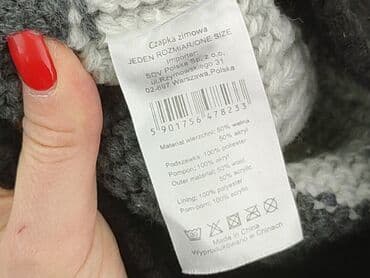 Czapka zimowa
JEDEN ROZMIAR/ONE SIZE
Importer:
SDV Polska Sp. z o.o.
ul.Rzymowskiego 31
02-697 Warszawa,Polska
5 901756 478233
Materiał wierzchni: 50% wełna,
50% akryl
Podszewka: 100% poliester
Pompon: 100% akryl
Outer material: 50% wool,
50% acrylic
Lining: 100% polyester
Pom-pom: 100% acrylic
Made in China
Wyprodukowano w Chinach